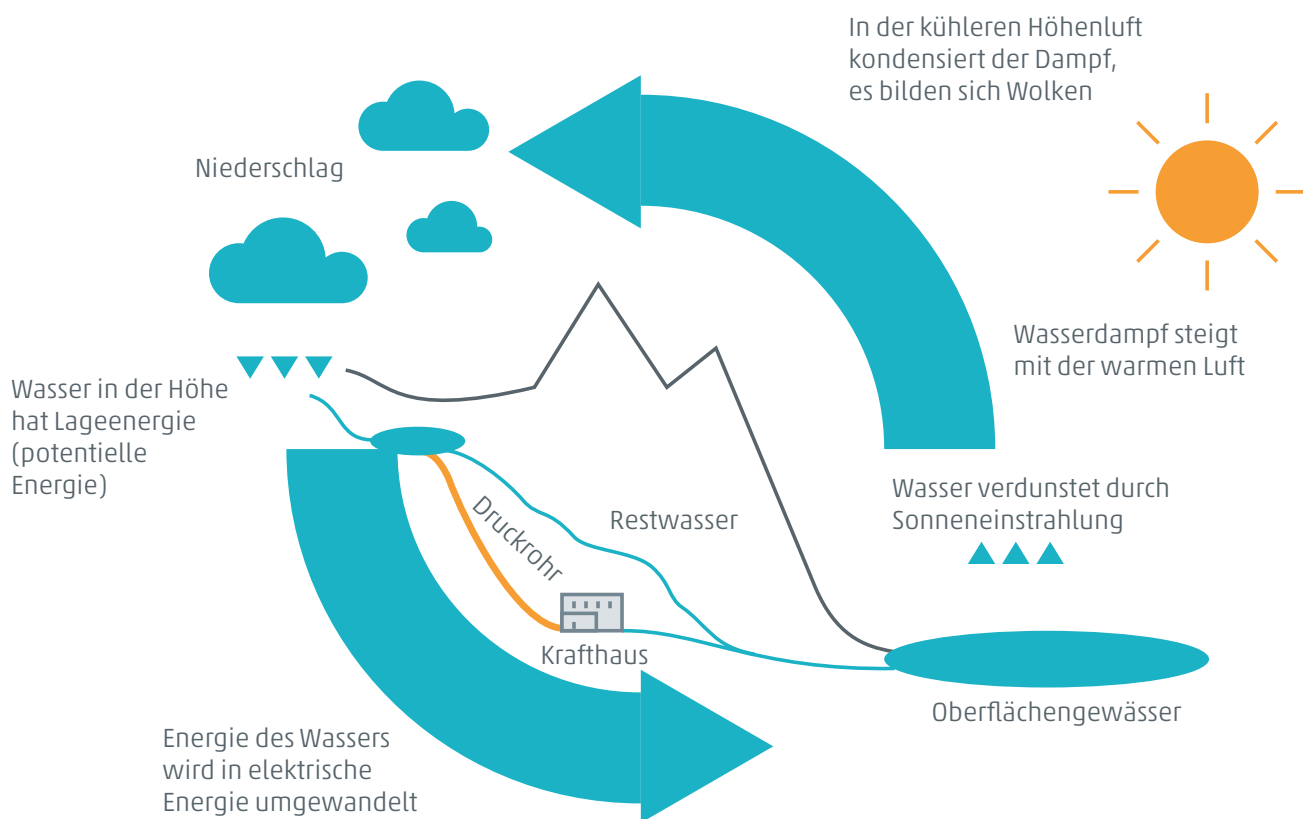 In der kühleren Höhenluft
kondensiert der Dampf,
es bilden sich Wolken
Niederschlag
Wasserdampf steigt
mit der warmen Luft
Wasser in der Höhe
hat Lageenergie
(potentielle
Energie)
Wasser verdunstet durch
Sonneneinstrahlung
Druckrohr
Restwasser
Krafthaus
Oberflächengewässer
Energie des Wassers
wird in elektrische
Energie umgewandelt